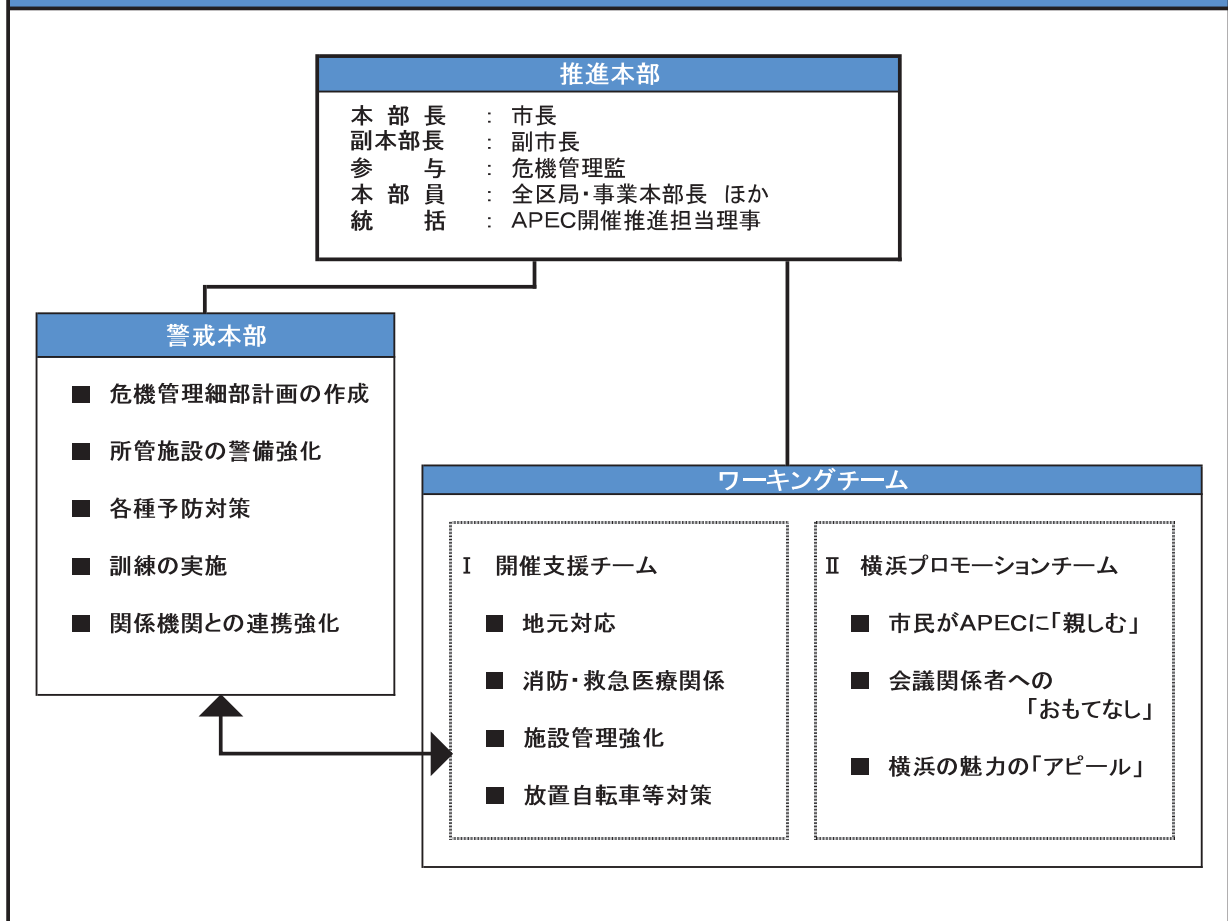 推進本部
本部長 : 市長
副本部長 : 副市長
参与 : 危機管理監
本部員 : 全区局・事業本部長 ほか
統括 : APEC開催推進担当理事
警戒本部
■ 危機管理細部計画の作成
■ 所管施設の警備強化
■ 各種予防対策
■ 訓練の実施
■ 関係機関との連携強化
ワーキングチーム
Ⅰ 開催支援チーム
■ 地元対応
■ 消防・救急医療関係
■ 施設管理強化
■ 放置自転車等対策
Ⅱ 横浜プロモーションチーム
■ 市民がAPECに「親しむ」
■ 会議関係者への
「おもてなし」
■ 横浜の魅力の「アピール」